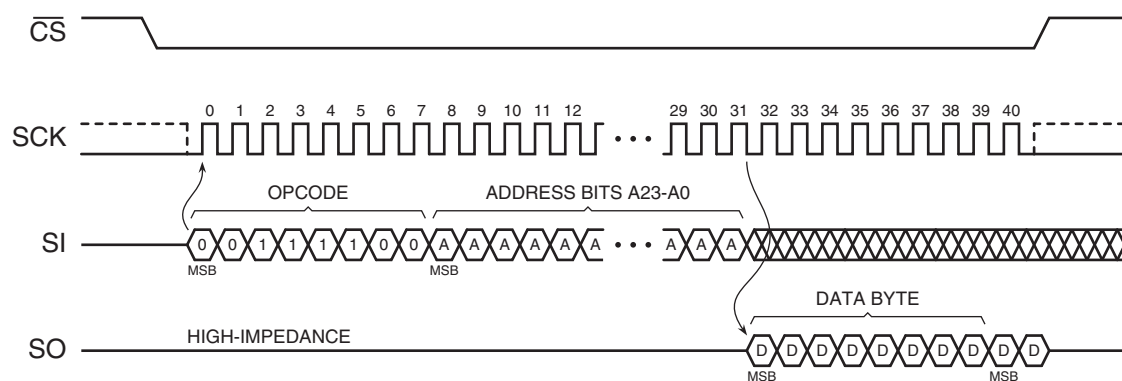 CS
0 1 2 3 4 5 6 7 8 9 10 11 12 29 30 31 32 33 34 35 36 37 38 39 40
SCK
OPCODE ADDRESS BITS A23-A0
SI 0 0 1 1 1 1 0 0 A A A A A A A A A
MSB MSB
DATA BYTE
HIGH-IMPEDANCE
SO D D D D D D D D D D
MSB MSB